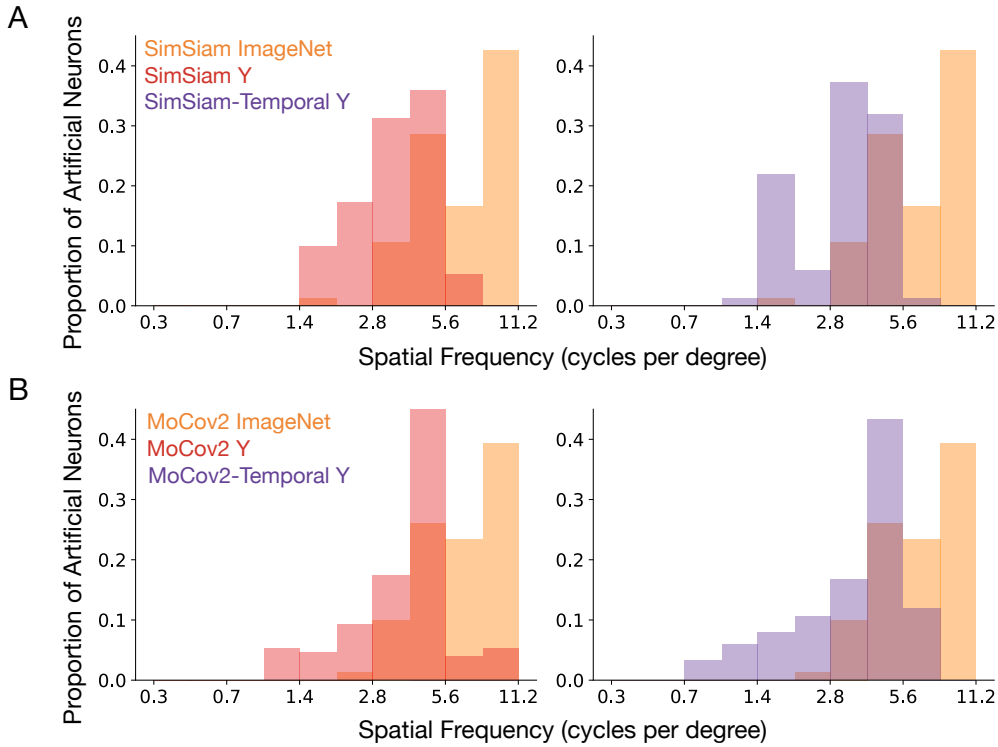 A
Proportion of Artificial Neurons
SimSiam ImageNet
SimSiam Y
SimSiam-Temporal Y
0.4
0.3
0.2
0.1
0.0
0.3 0.7 1.4 2.8 5.6 11.2
0.4
0.3
0.2
0.1
0.0
0.3 0.7 1.4 2.8 5.6 11.2
Spatial Frequency (cycles per degree)
B
Proportion of Artificial Neurons
MoCov2 ImageNet
MoCov2 Y
MoCov2-Temporal Y
0.4
0.3
0.2
0.1
0.0
0.3 0.7 1.4 2.8 5.6 11.2
0.4
0.3
0.2
0.1
0.0
0.3 0.7 1.4 2.8 5.6 11.2
Spatial Frequency (cycles per degree)